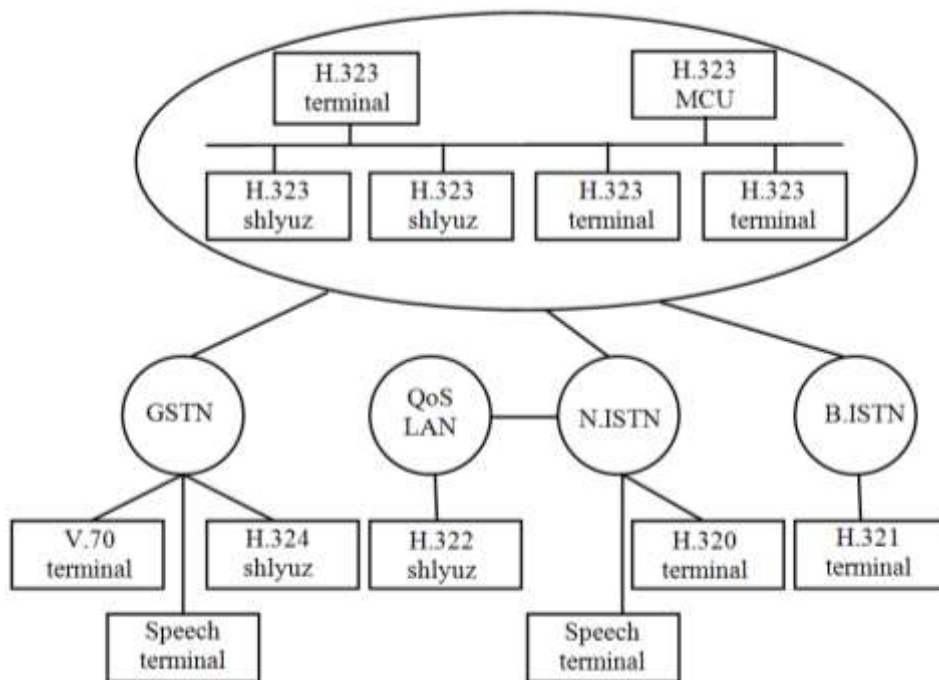 H.323
terminal
H.323
MCU
H.323
shlyuz
H.323
shlyuz
H.323
terminal
H.323
terminal
GSTN
QoS
LAN
N.ISTN
B.ISTN
V.70
terminal
H.324
shlyuz
H.322
shlyuz
H.320
terminal
H.321
terminal
Speech
terminal
Speech
terminal